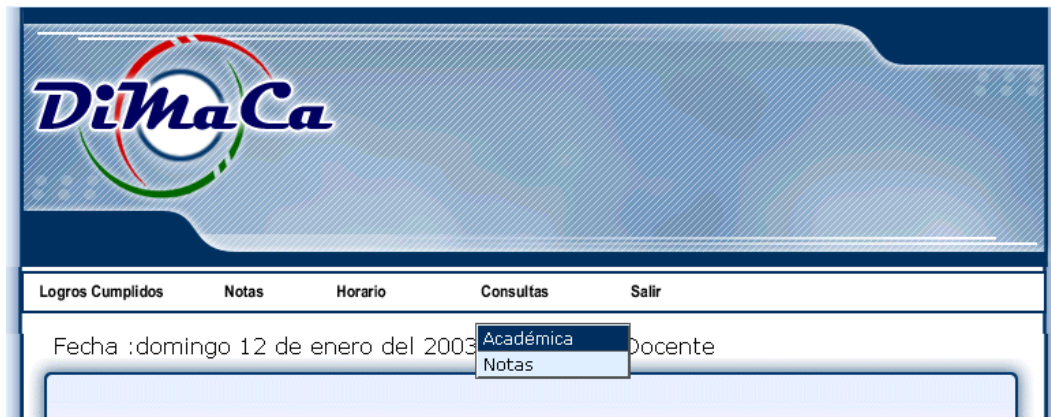 DiMaCa
Logros Cumplidos Notas Horario Consultas Salir
Fecha :domingo 12 de enero del 2003 Docente
Académica
Notas